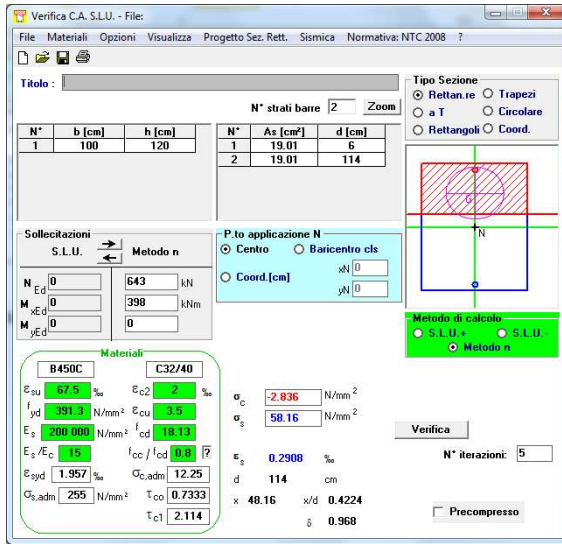 Verifica C.A. S.L.U. - File:
File Materiali Opzioni Visualizza Progetto Sez. Rett. Sismica Normativa: NTC 2008 ?
Titolo :
N° strati barre 2 Zoom
Tipo Sezione
Rettan.re Trapezi
a T Circolare
Rettangoli Coord.
N° b [cm] h [cm]
1 100 120
N° As [cm²] d [cm]
1 19.01 6
2 19.01 114
Sollecitazioni
S.L.U. Metodo n
N Ed 0 643 kN
M xEd 0 398 kNm
M yEd 0 0
P.to applicazione N
Centro Baricentro cls
Coord.[cm]
xN 0
yN 0
G
N
Metodo di calcolo
S.L.U.+ S.L.U.-
Metodo n
Materiali
B450C C32/40
εsu 67.5 ‰ εc2 2 ‰
fyd 391.3 N/mm² εcu 3.5
Es 200 000 N/mm² fcd 18.13
Es /Ec 15 fcc / fcd 0.8 ?
εsyd 1.957 ‰ σc,adm 12.25
σs,adm 255 N/mm² τco 0.7333
τc1 2.114
σc -2.836 N/mm²
σs 58.16 N/mm²
εs 0.2908 ‰
d 114 cm
x 48.16 x/d 0.4224
δ 0.968
Verifica
N° iterazioni: 5
Precompresso